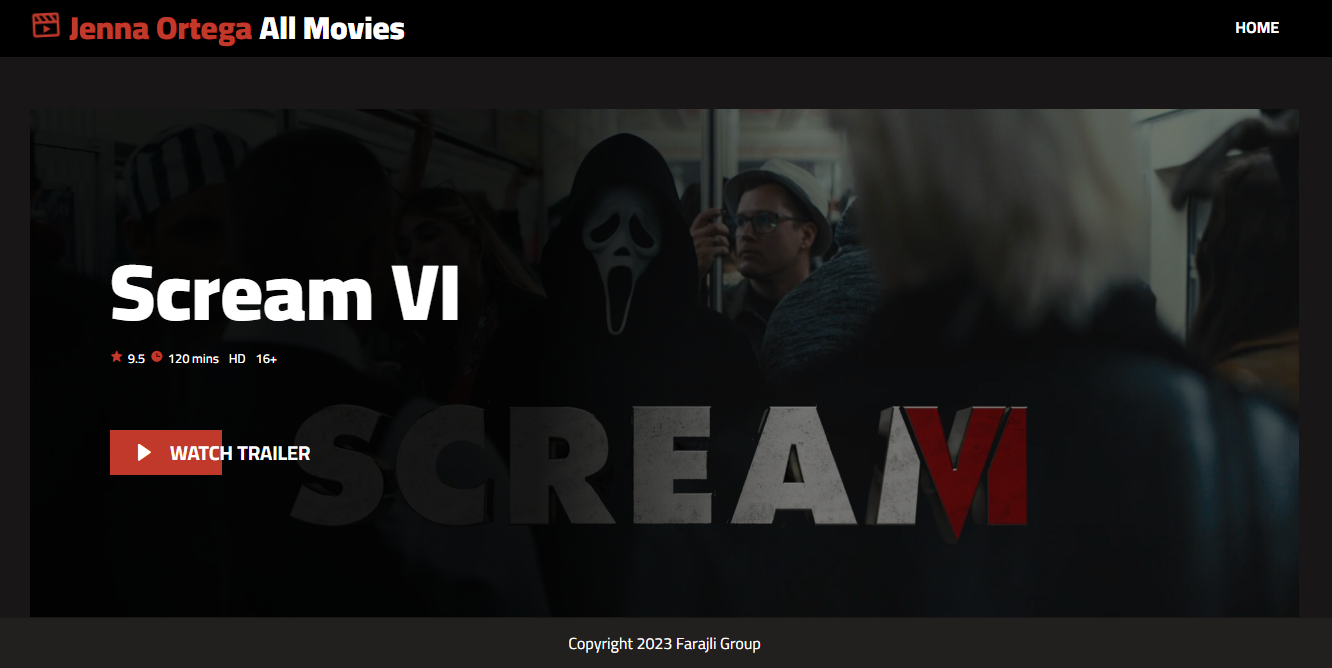 Jenna Ortega All Movies
HOME
Scream VI
9.5 120 mins HD 16+
WATCH TRAILER
SCREAM VI
Copyright 2023 Farajli Group